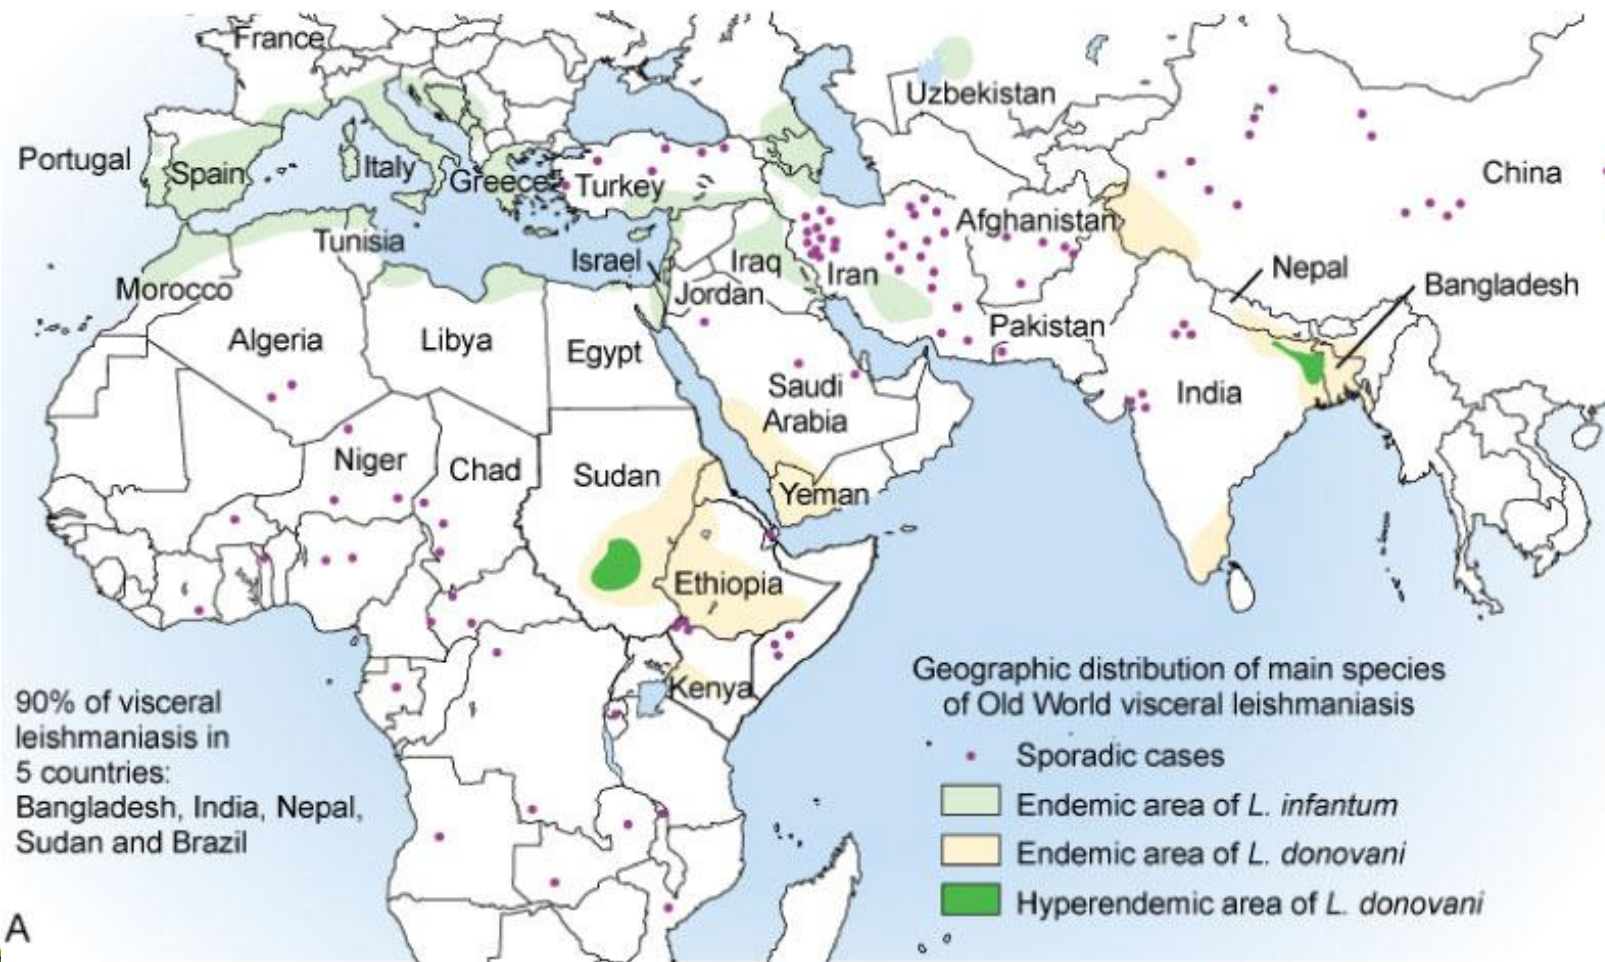 France
Uzbekistan
Portugal
Spain
Italy
Greece
Turkey
China
Afghanistan
Tunisia
Israel
Iraq
Iran
Nepal
Morocco
Jordan
Bangladesh
Algeria
Libya
Egypt
Pakistan
Saudi
Arabia
India
Niger
Chad
Sudan
Yeman
Ethiopia
Kenya
Geographic distribution of main species
of Old World visceral leishmaniasis
Sporadic cases
Endemic area of L. infantum
Endemic area of L. donovani
Hyperendemic area of L. donovani
90% of visceral
leishmaniasis in
5 countries:
Bangladesh, India, Nepal,
Sudan and Brazil
A